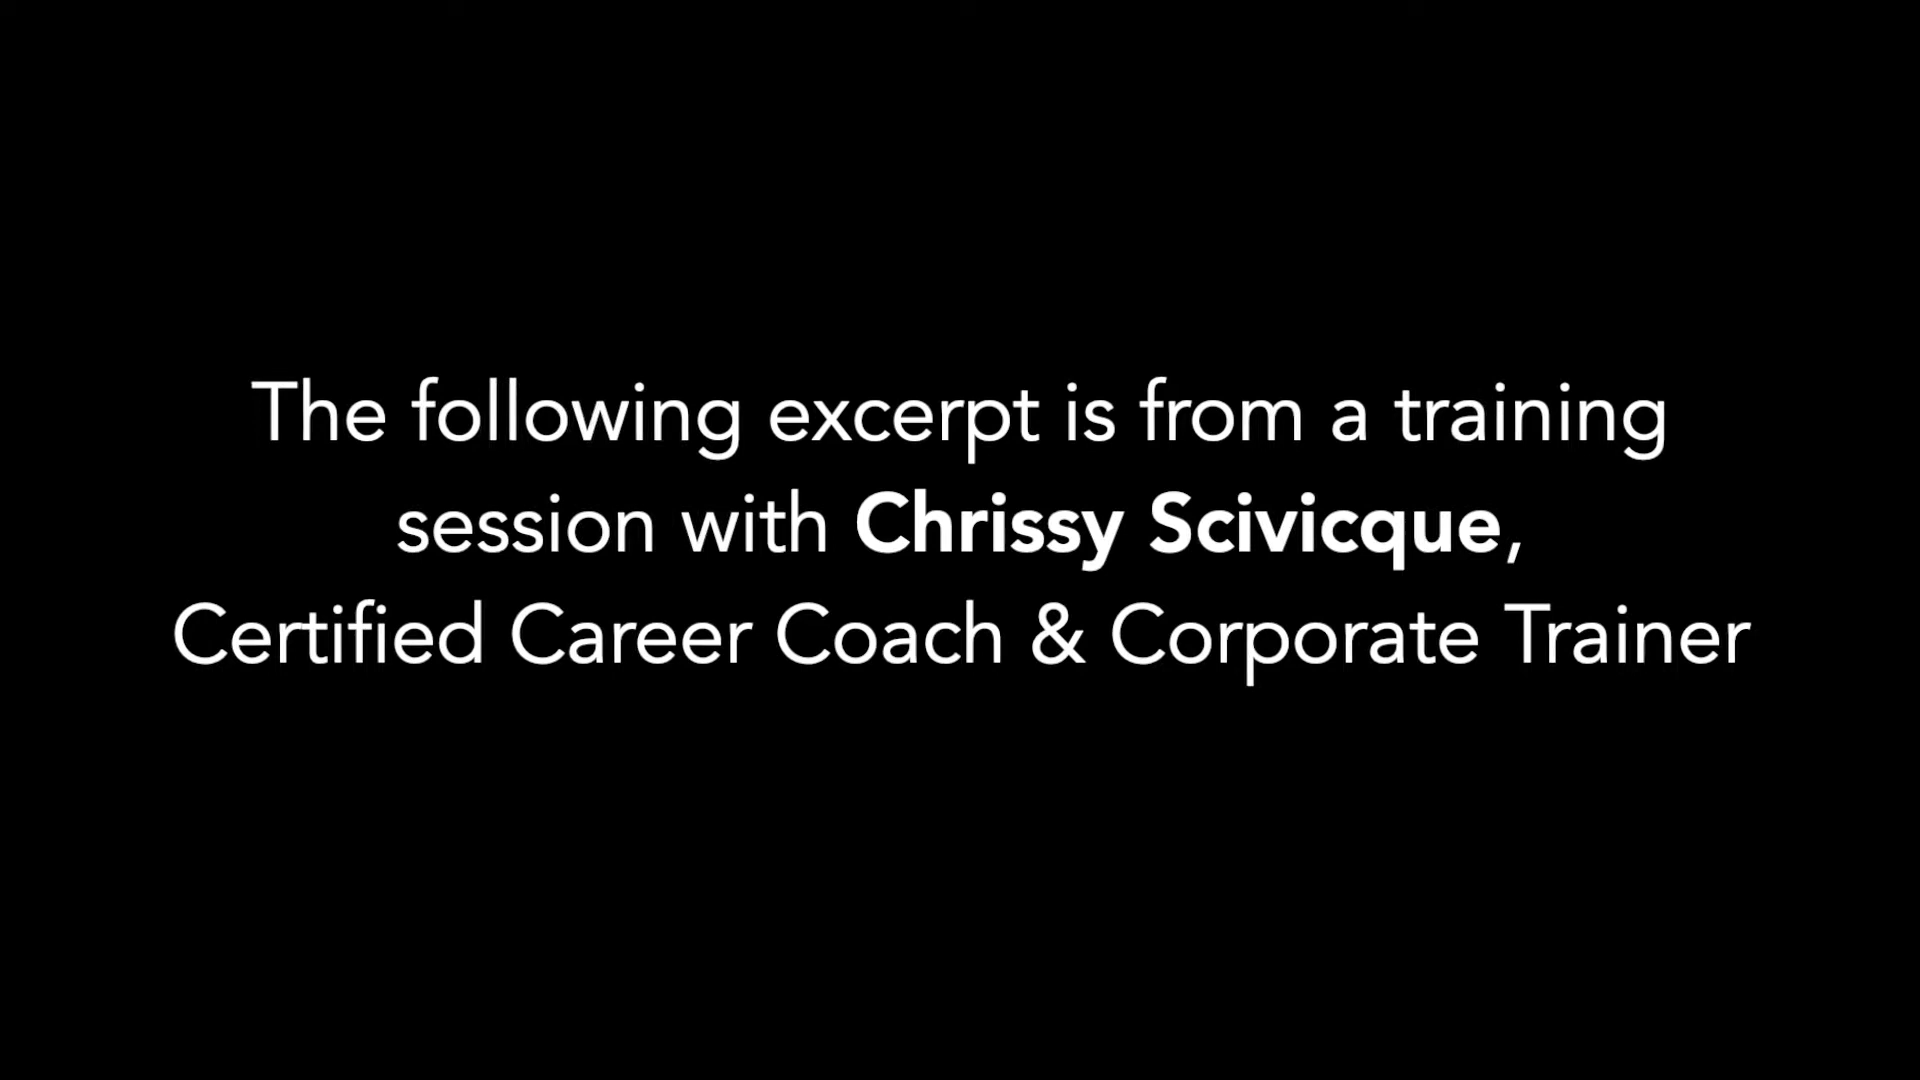 The following excerpt is from a training
session with Chrissy Scivicque,
Certified Career Coach & Corporate Trainer